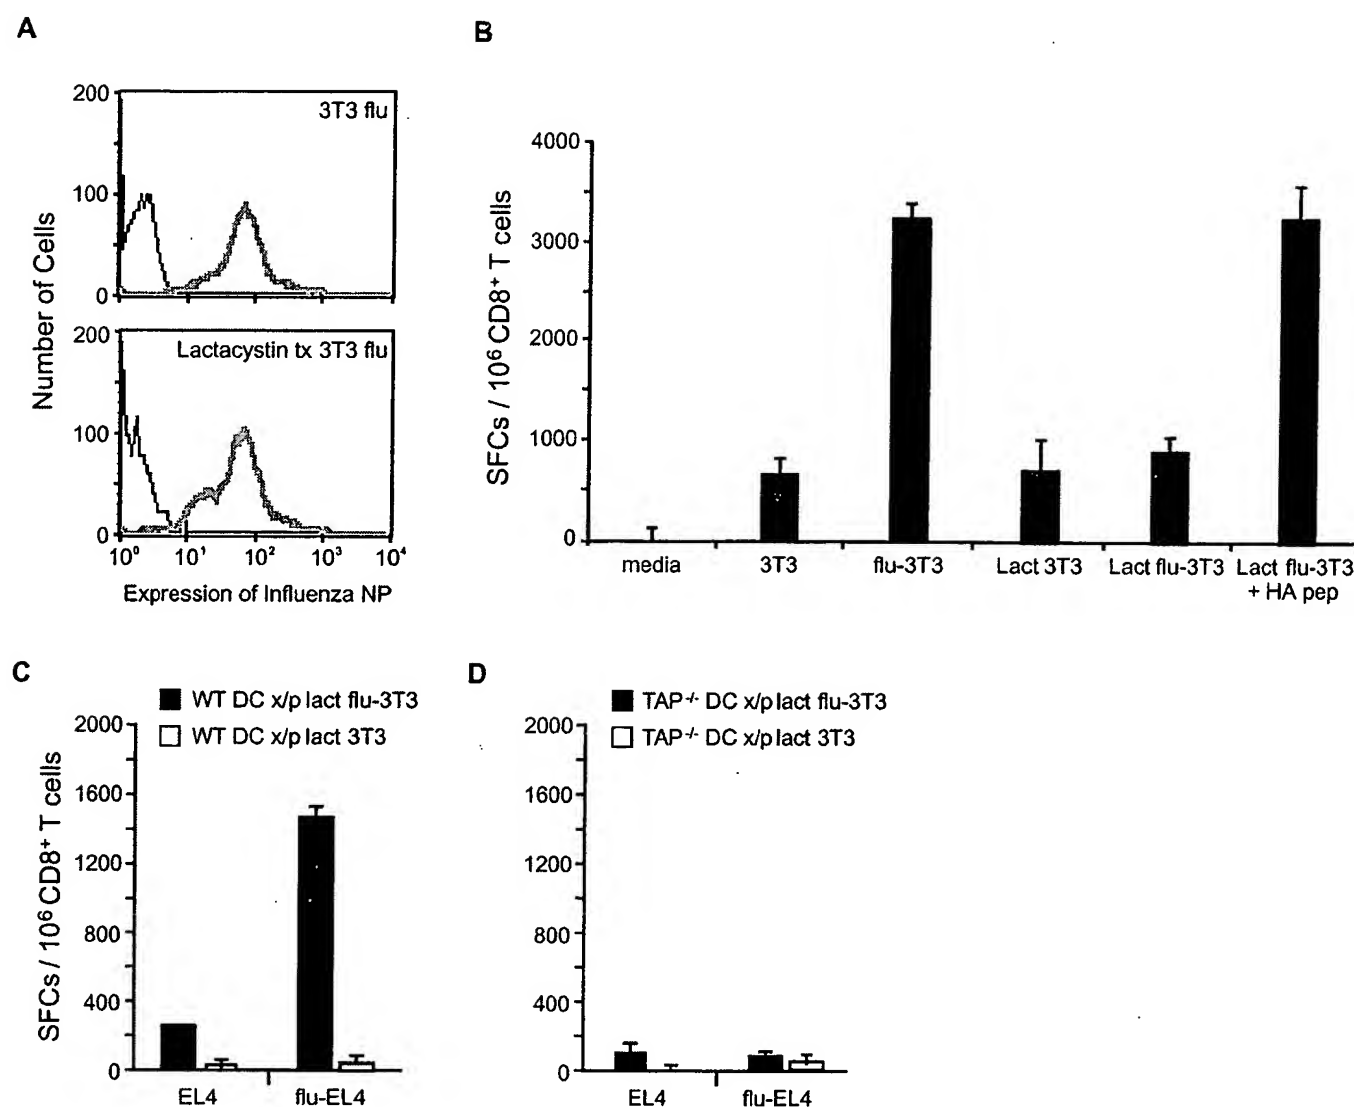 A
B
200
3T3 flu
100
0
200
Lactacystin tx 3T3 flu
100
0
10⁰ 10¹ 10² 10³ 10⁴
Number of Cells
Expression of Influenza NP
4000
3000
2000
1000
0
SFCs / 10⁶ CD8⁺ T cells
media 3T3 flu-3T3 Lact 3T3 Lact flu-3T3 Lact flu-3T3
+ HA pep
C
WT DC x/p lact flu-3T3
WT DC x/p lact 3T3
2000
1600
1200
800
400
0
SFCs / 10⁶ CD8⁺ T cells
EL4 flu-EL4
D
TAP⁻/⁻ DC x/p lact flu-3T3
TAP⁻/⁻ DC x/p lact 3T3
2000
1600
1200
800
400
0
EL4 flu-EL4